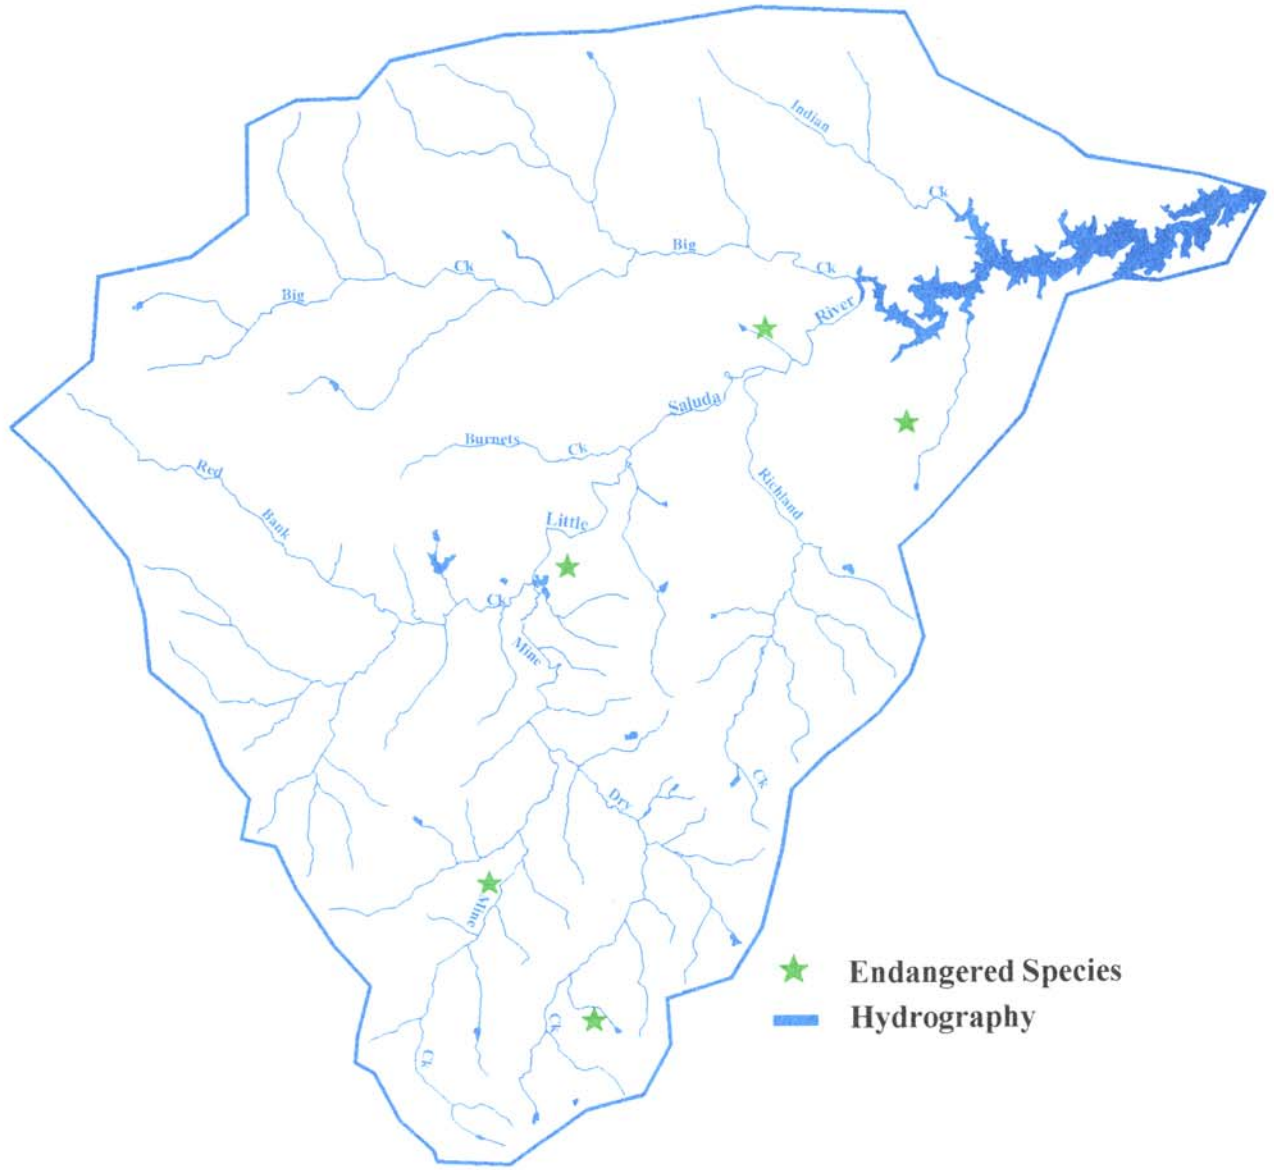 Indian
Ck
Big
Ck
Ck
Big
River
Saluda
Burnets
Ck
Red
Richland
Bank
Little
Ck
Mine
Ck
Dry
Mine
Endangered Species
Hydrography
Ck
Ck